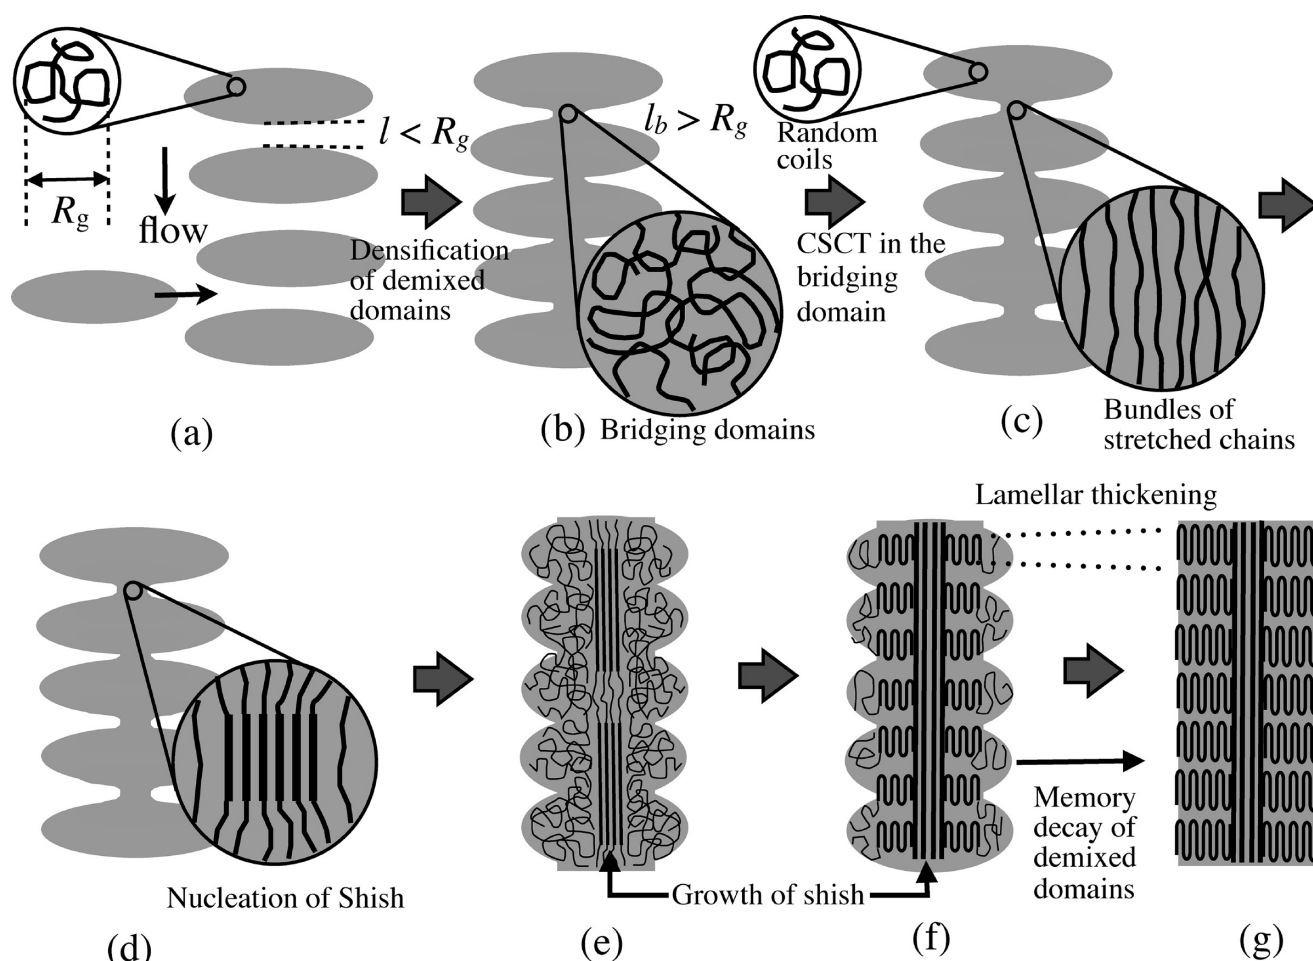 l < R_g
R_g
flow
(a)
Densification
of demixed
domains
l_b > R_g
(b)
Bridging domains
Random
coils
CSCT in the
bridging
domain
(c)
Bundles of
stretched chains
Nucleation of Shish
(d)
(e)
Growth of shish
Lamellar thickening
(f)
Memory
decay of
demixed
domains
(g)